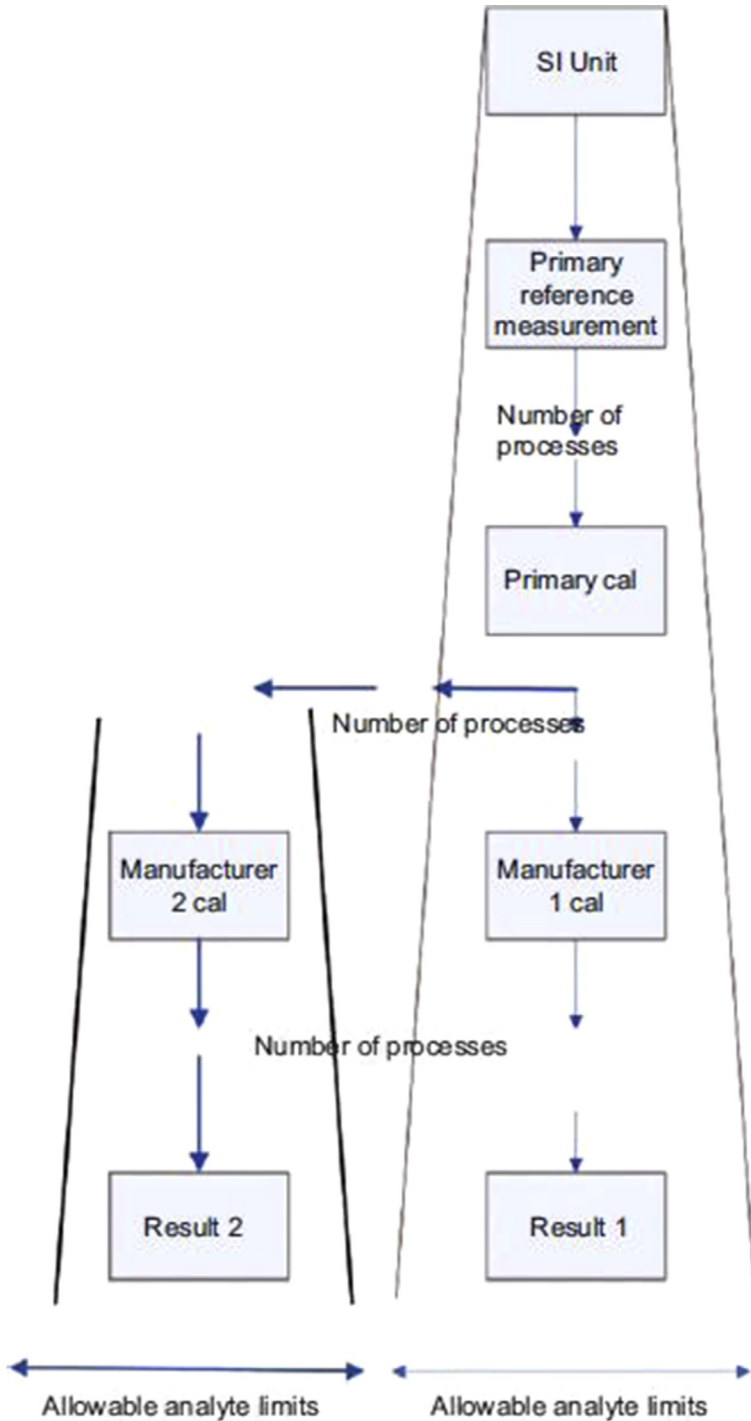 SI Unit
Primary
reference
measurement
Number of
processes
Primary cal
Number of processes
Manufacturer
2 cal
Manufacturer
1 cal
Number of processes
Result 2
Result 1
Allowable analyte limits
Allowable analyte limits